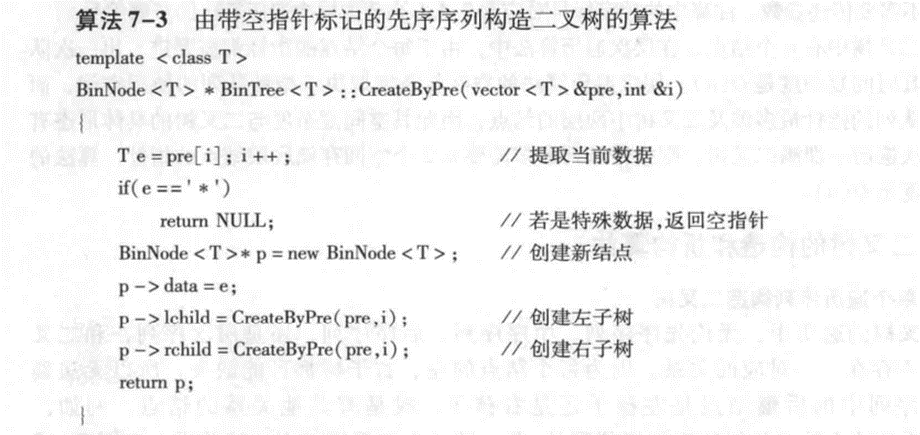 算法7-3 由带空指针标记的先序序列构造二叉树的算法
template <class T>
BinNode<T> *BinTree<T>::CreateByPre(vector<T>&pre,int &i)
{
T e=pre[i];i++; // 提取当前数据
if(e=='*')
return NULL; // 若是特殊数据,返回空指针
BinNode<T>* p=new BinNode<T>; // 创建新结点
p->data=e;
p->lchild=CreateByPre(pre,i); // 创建左子树
p->rchild=CreateByPre(pre,i); // 创建右子树
return p;
}